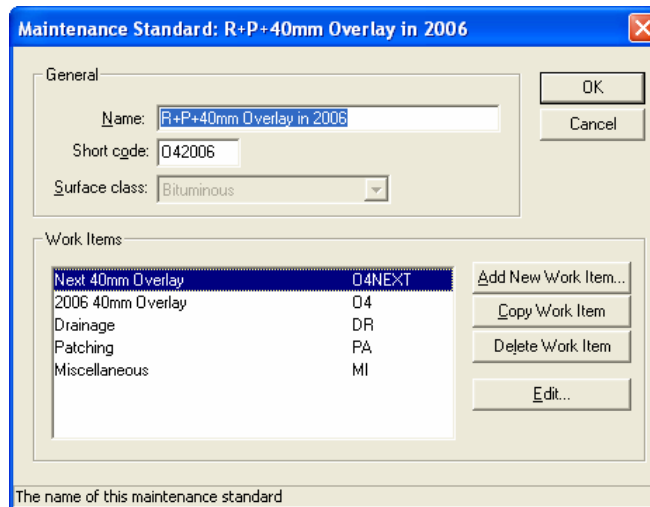 Maintenance Standard: R+P+40mm Overlay in 2006
General
Name: R+P+40mm Overlay in 2006
Short code: O42006
Surface class: Bituminous
OK
Cancel
Work Items
Next 40mm Overlay O4NEXT
2006 40mm Overlay O4
Drainage DR
Patching PA
Miscellaneous MI
Add New Work Item...
Copy Work Item
Delete Work Item
Edit...
The name of this maintenance standard